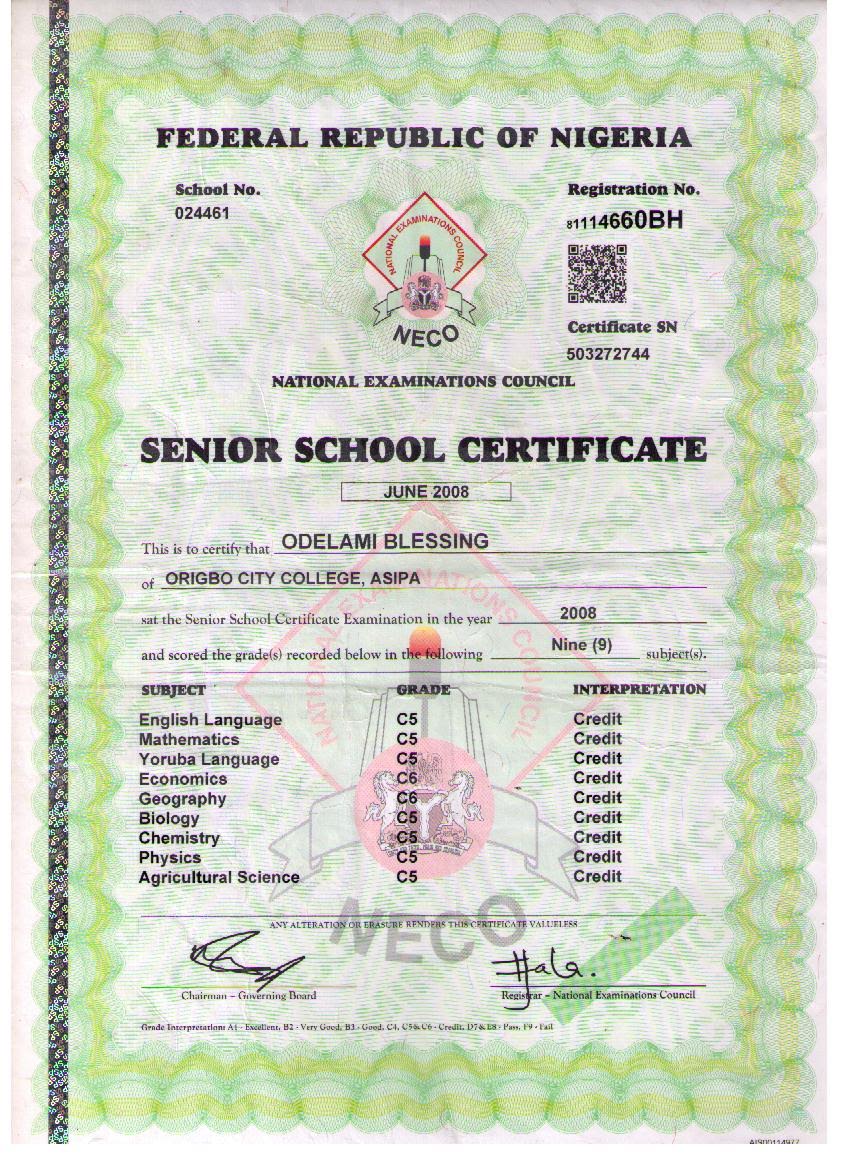 FEDERAL REPUBLIC OF NIGERIA
School No.
024461
Registration No.
81114660BH
NATIONAL EXAMINATIONS COUNCIL
NECO
Certificate SN
503272744
NATIONAL EXAMINATIONS COUNCIL
SENIOR SCHOOL CERTIFICATE
JUNE 2008
This is to certify that ODELAMI BLESSING
of ORIGBO CITY COLLEGE, ASIPA
sat the Senior School Certificate Examination in the year 2008
and scored the grade(s) recorded below in the following Nine (9) subject(s).
NATIONAL EXAMINATIONS COUNCIL
SUBJECT GRADE INTERPRETATION
English Language C5 Credit
Mathematics C5 Credit
Yoruba Language C5 Credit
Economics C6 Credit
Geography C6 Credit
Biology C5 Credit
Chemistry C5 Credit
Physics C5 Credit
Agricultural Science C5 Credit
NECO
ANY ALTERATION OR ERASURE RENDERS THIS CERTIFICATE VALUELESS
Chairman – Governing Board
Registrar – National Examinations Council
Grade Interpretation: A1 - Excellent, B2 - Very Good, B3 - Good, C4, C5 & C6 - Credit, D7 & E8 - Pass, F9 - Fail